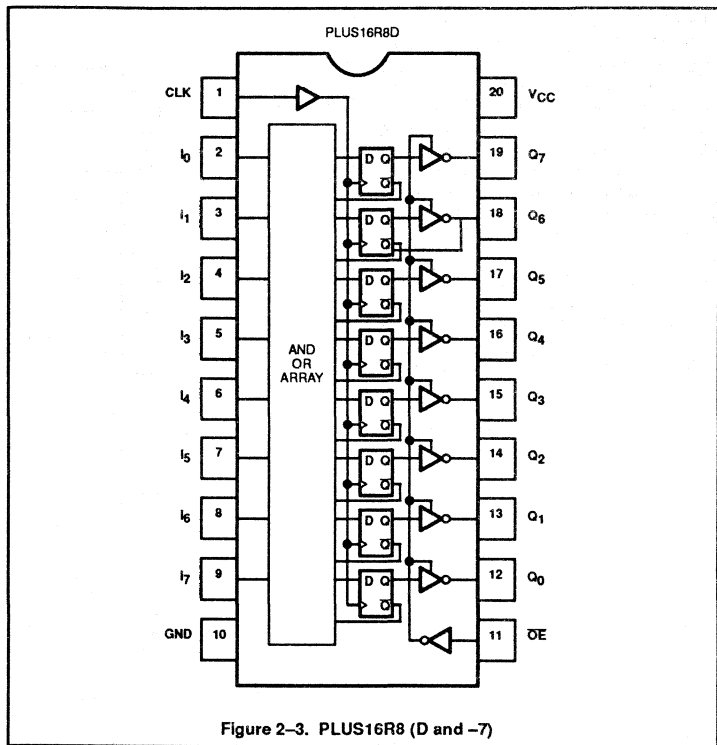 PLUS16R8D
CLK 1
20 VCC
I0 2
D Q
Q̅
19 Q7
I1 3
D Q
Q̅
18 Q6
I2 4
D Q
Q̅
17 Q5
I3 5
D Q
Q̅
16 Q4
AND
OR
ARRAY
I4 6
D Q
Q̅
15 Q3
I5 7
D Q
Q̅
14 Q2
I6 8
D Q
Q̅
13 Q1
I7 9
D Q
Q̅
12 Q0
GND 10
11 O̅E̅
Figure 2–3. PLUS16R8 (D and –7)